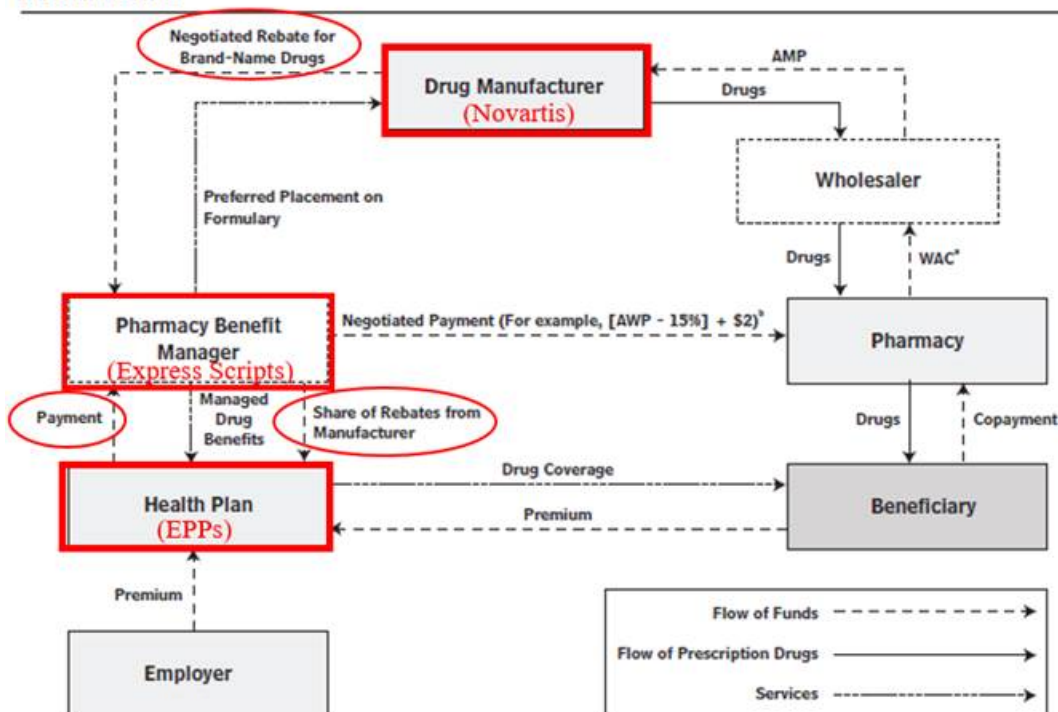 Negotiated Rebate for
Brand-Name Drugs
AMP
Drug Manufacturer
(Novartis)
Drugs
Wholesaler
Preferred Placement on
Formulary
Drugs
WACª
Pharmacy Benefit
Manager
(Express Scripts)
Negotiated Payment (For example, [AWP - 15%] + $2)ª
Pharmacy
Payment
Managed
Drug
Benefits
Share of Rebates from
Manufacturer
Drugs
Copayment
Drug Coverage
Health Plan
(EPPs)
Premium
Beneficiary
Premium
Flow of Funds
Flow of Prescription Drugs
Services
Employer